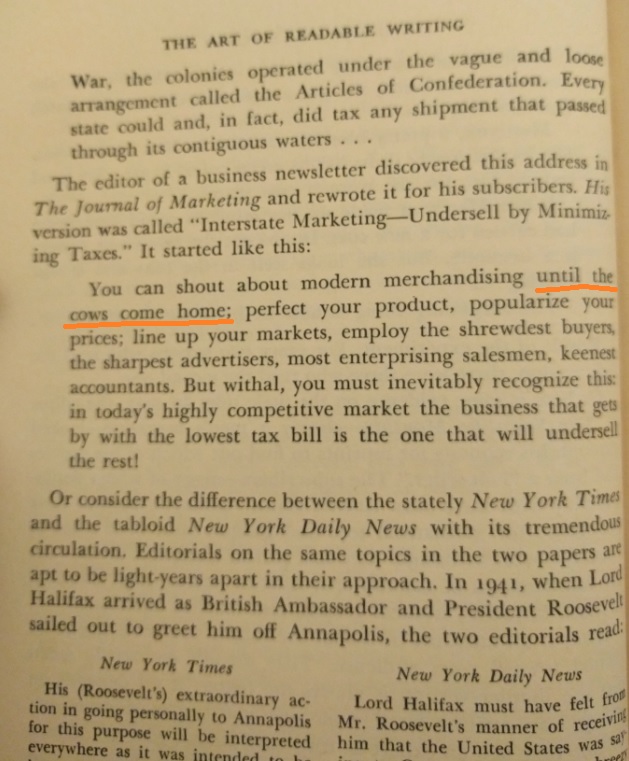 THE ART OF READABLE WRITING
War, the colonies operated under the vague and loose
arrangement called the Articles of Confederation. Every
state could and, in fact, did tax any shipment that passed
through its contiguous waters . . .
The editor of a business newsletter discovered this address in
The Journal of Marketing and rewrote it for his subscribers. His
version was called "Interstate Marketing—Undersell by Minimiz-
ing Taxes." It started like this:
You can shout about modern merchandising until the
cows come home; perfect your product, popularize your
prices; line up your markets, employ the shrewdest buyers,
the sharpest advertisers, most enterprising salesmen, keenest
accountants. But withal, you must inevitably recognize this:
in today's highly competitive market the business that gets
by with the lowest tax bill is the one that will undersell
the rest!
Or consider the difference between the stately New York Times
and the tabloid New York Daily News with its tremendous
circulation. Editorials on the same topics in the two papers are
apt to be light-years apart in their approach. In 1941, when Lord
Halifax arrived as British Ambassador and President Roosevelt
sailed out to greet him off Annapolis, the two editorials read:
New York Times
His (Roosevelt's) extraordinary ac-
tion in going personally to Annapolis
for this purpose will be interpreted
everywhere as it was intended to be
New York Daily News
Lord Halifax must have felt from
Mr. Roosevelt's manner of receiving
him that the United States was say